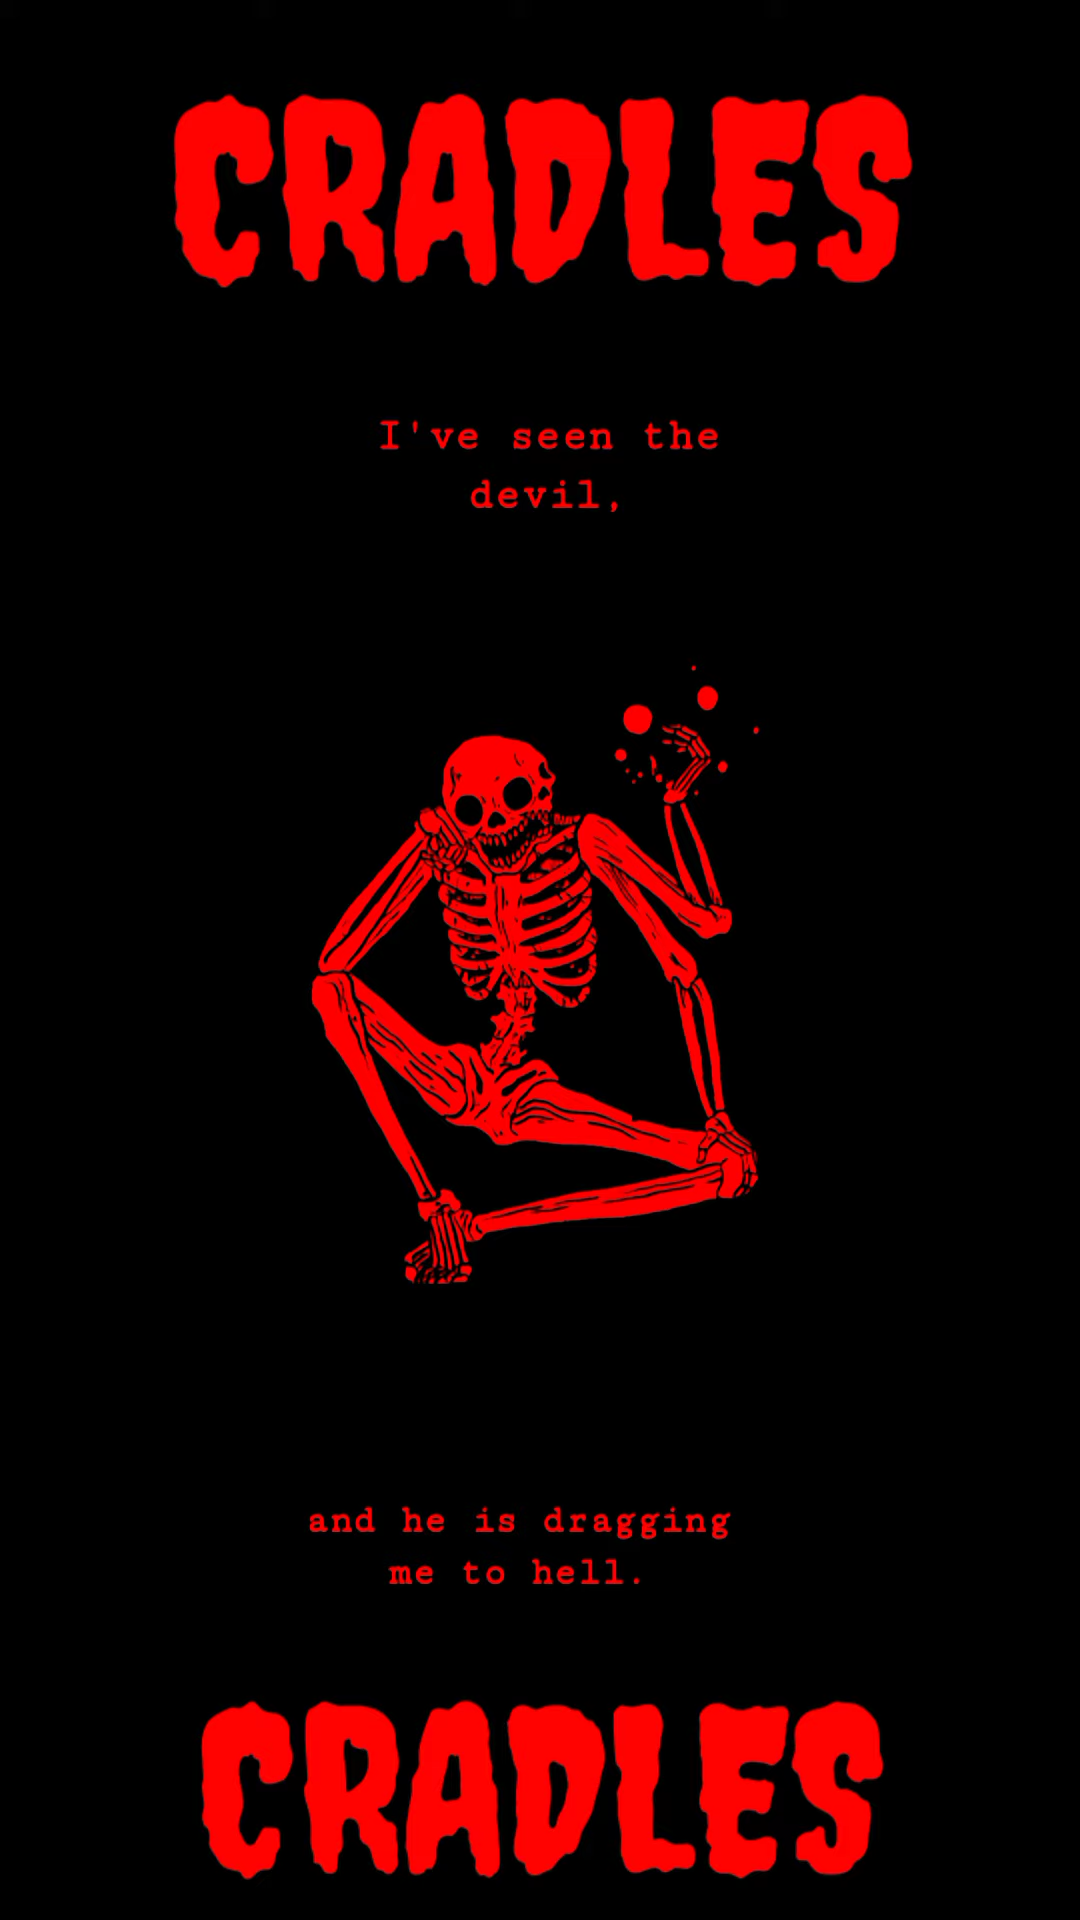 CRADLES
I've seen the
devil,
and he is dragging
me to hell.
CRADLES